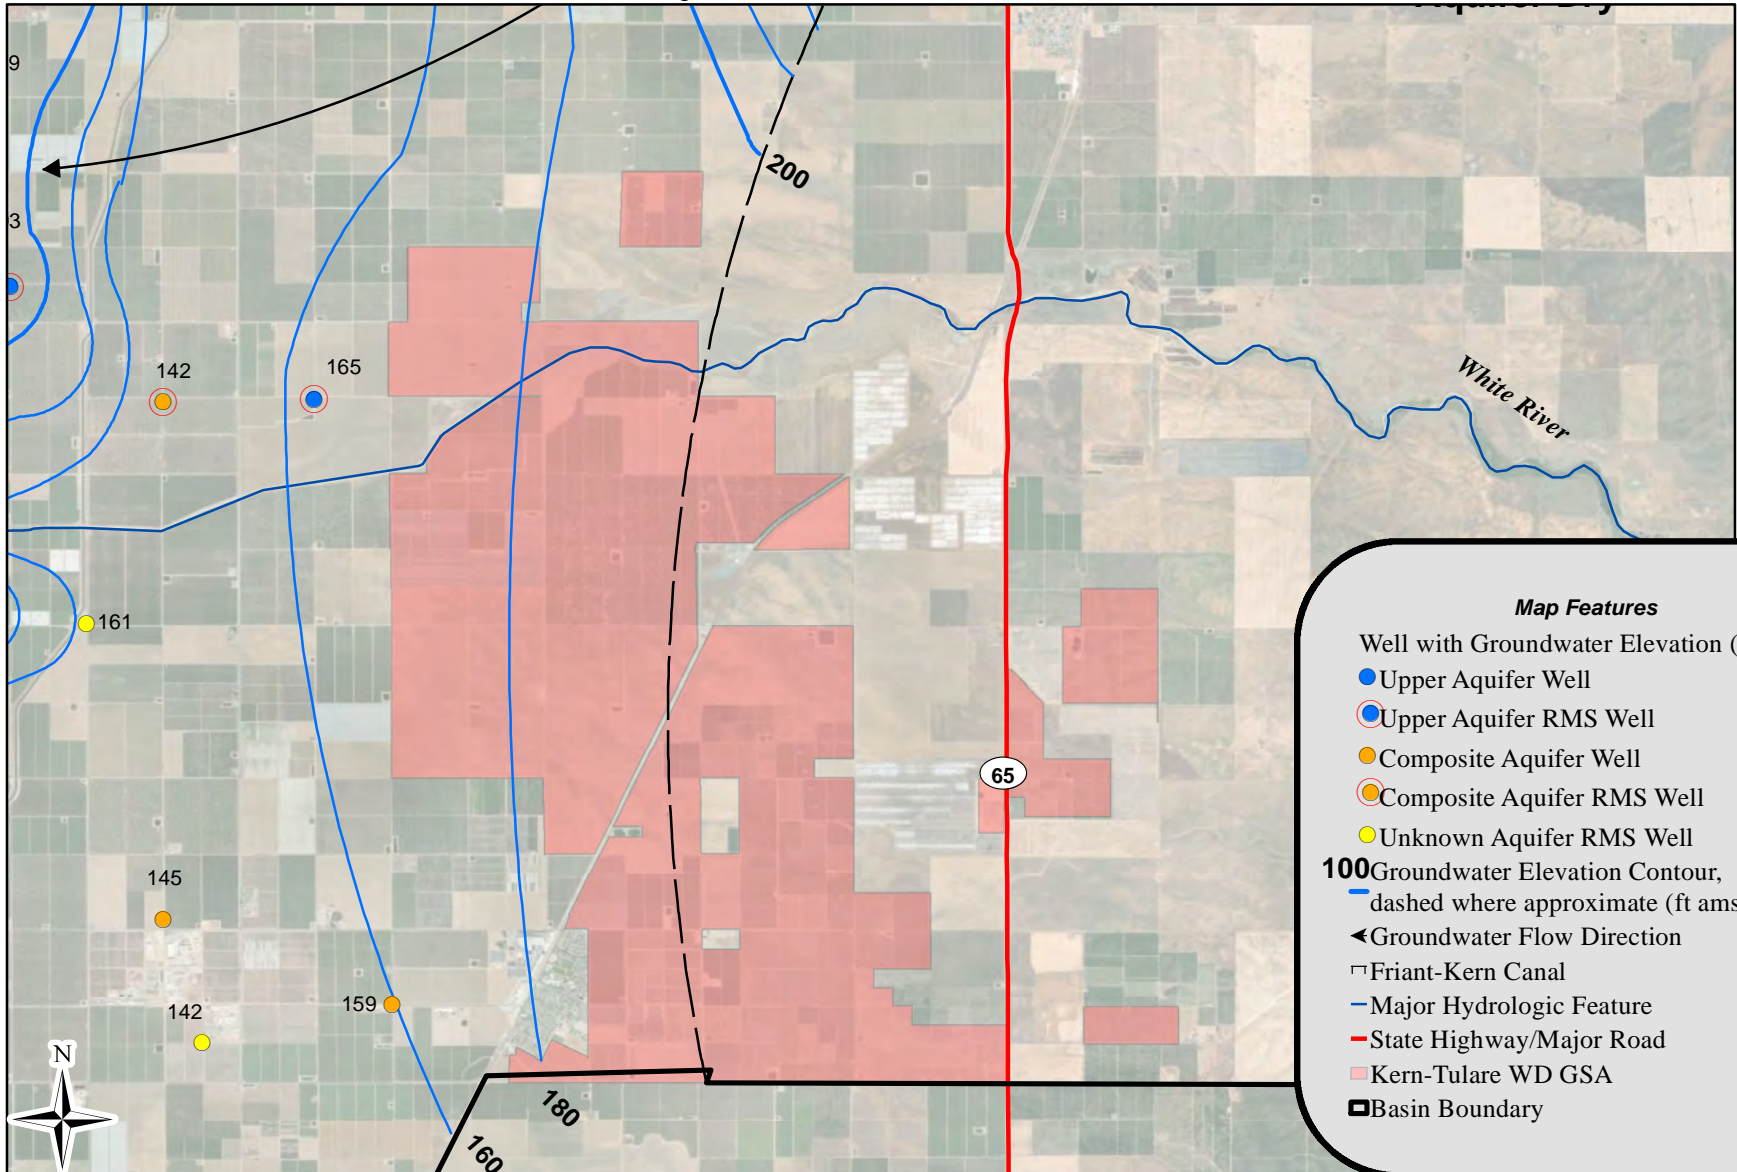 Aquifer Dry
9
200
3
142
165
White River
161
Map Features
Well with Groundwater Elevation (
Upper Aquifer Well
Upper Aquifer RMS Well
65
Composite Aquifer Well
Composite Aquifer RMS Well
Unknown Aquifer RMS Well
100 Groundwater Elevation Contour,
dashed where approximate (ft ams
145
Groundwater Flow Direction
Friant-Kern Canal
159
Major Hydrologic Feature
142
State Highway/Major Road
N
Kern-Tulare WD GSA
180
Basin Boundary
160